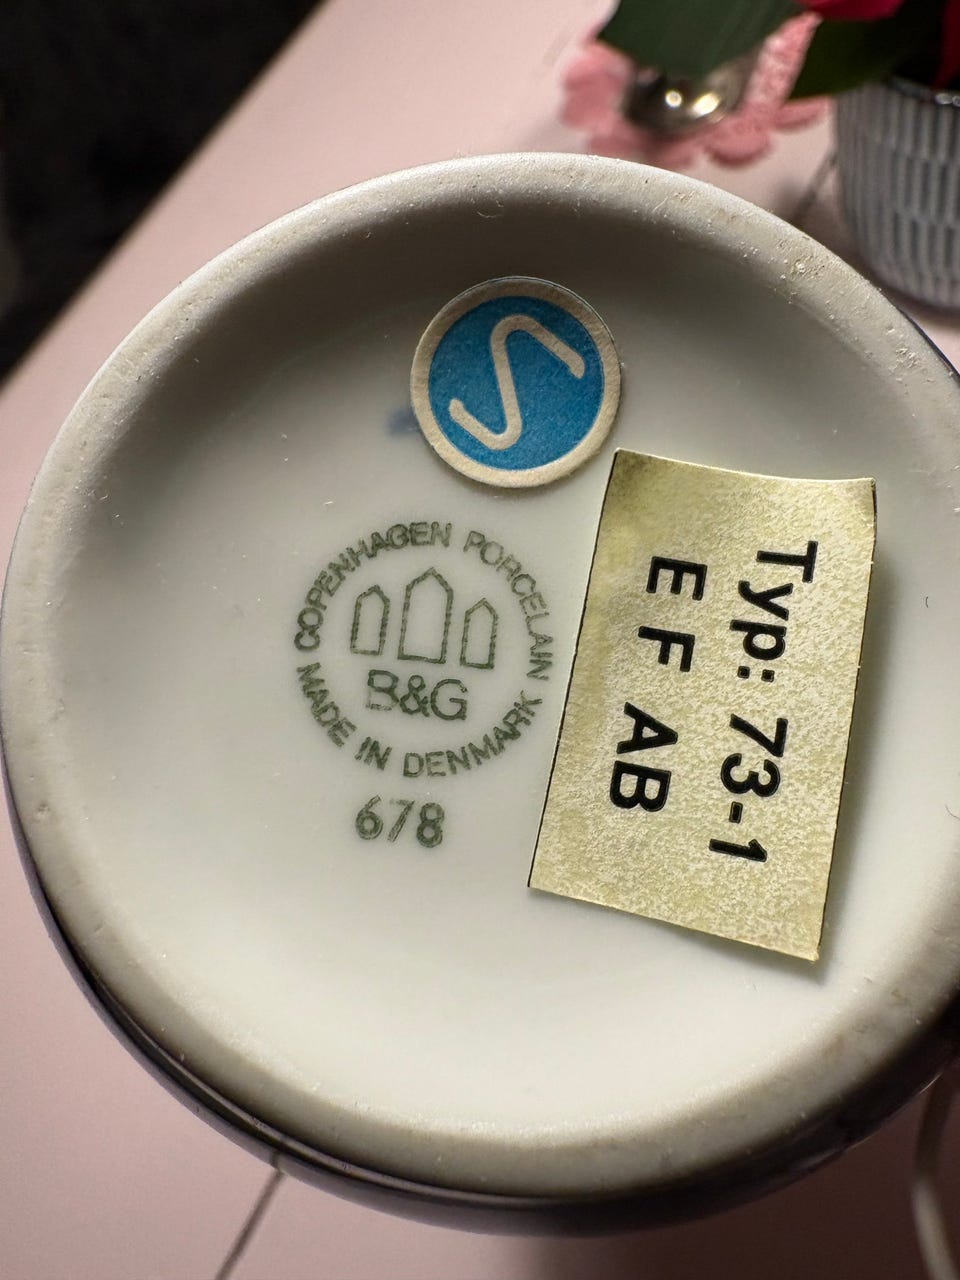 S
COPENHAGEN PORCELAIN
B&G
MADE IN DENMARK
678
Typ: 73-1
E F AB